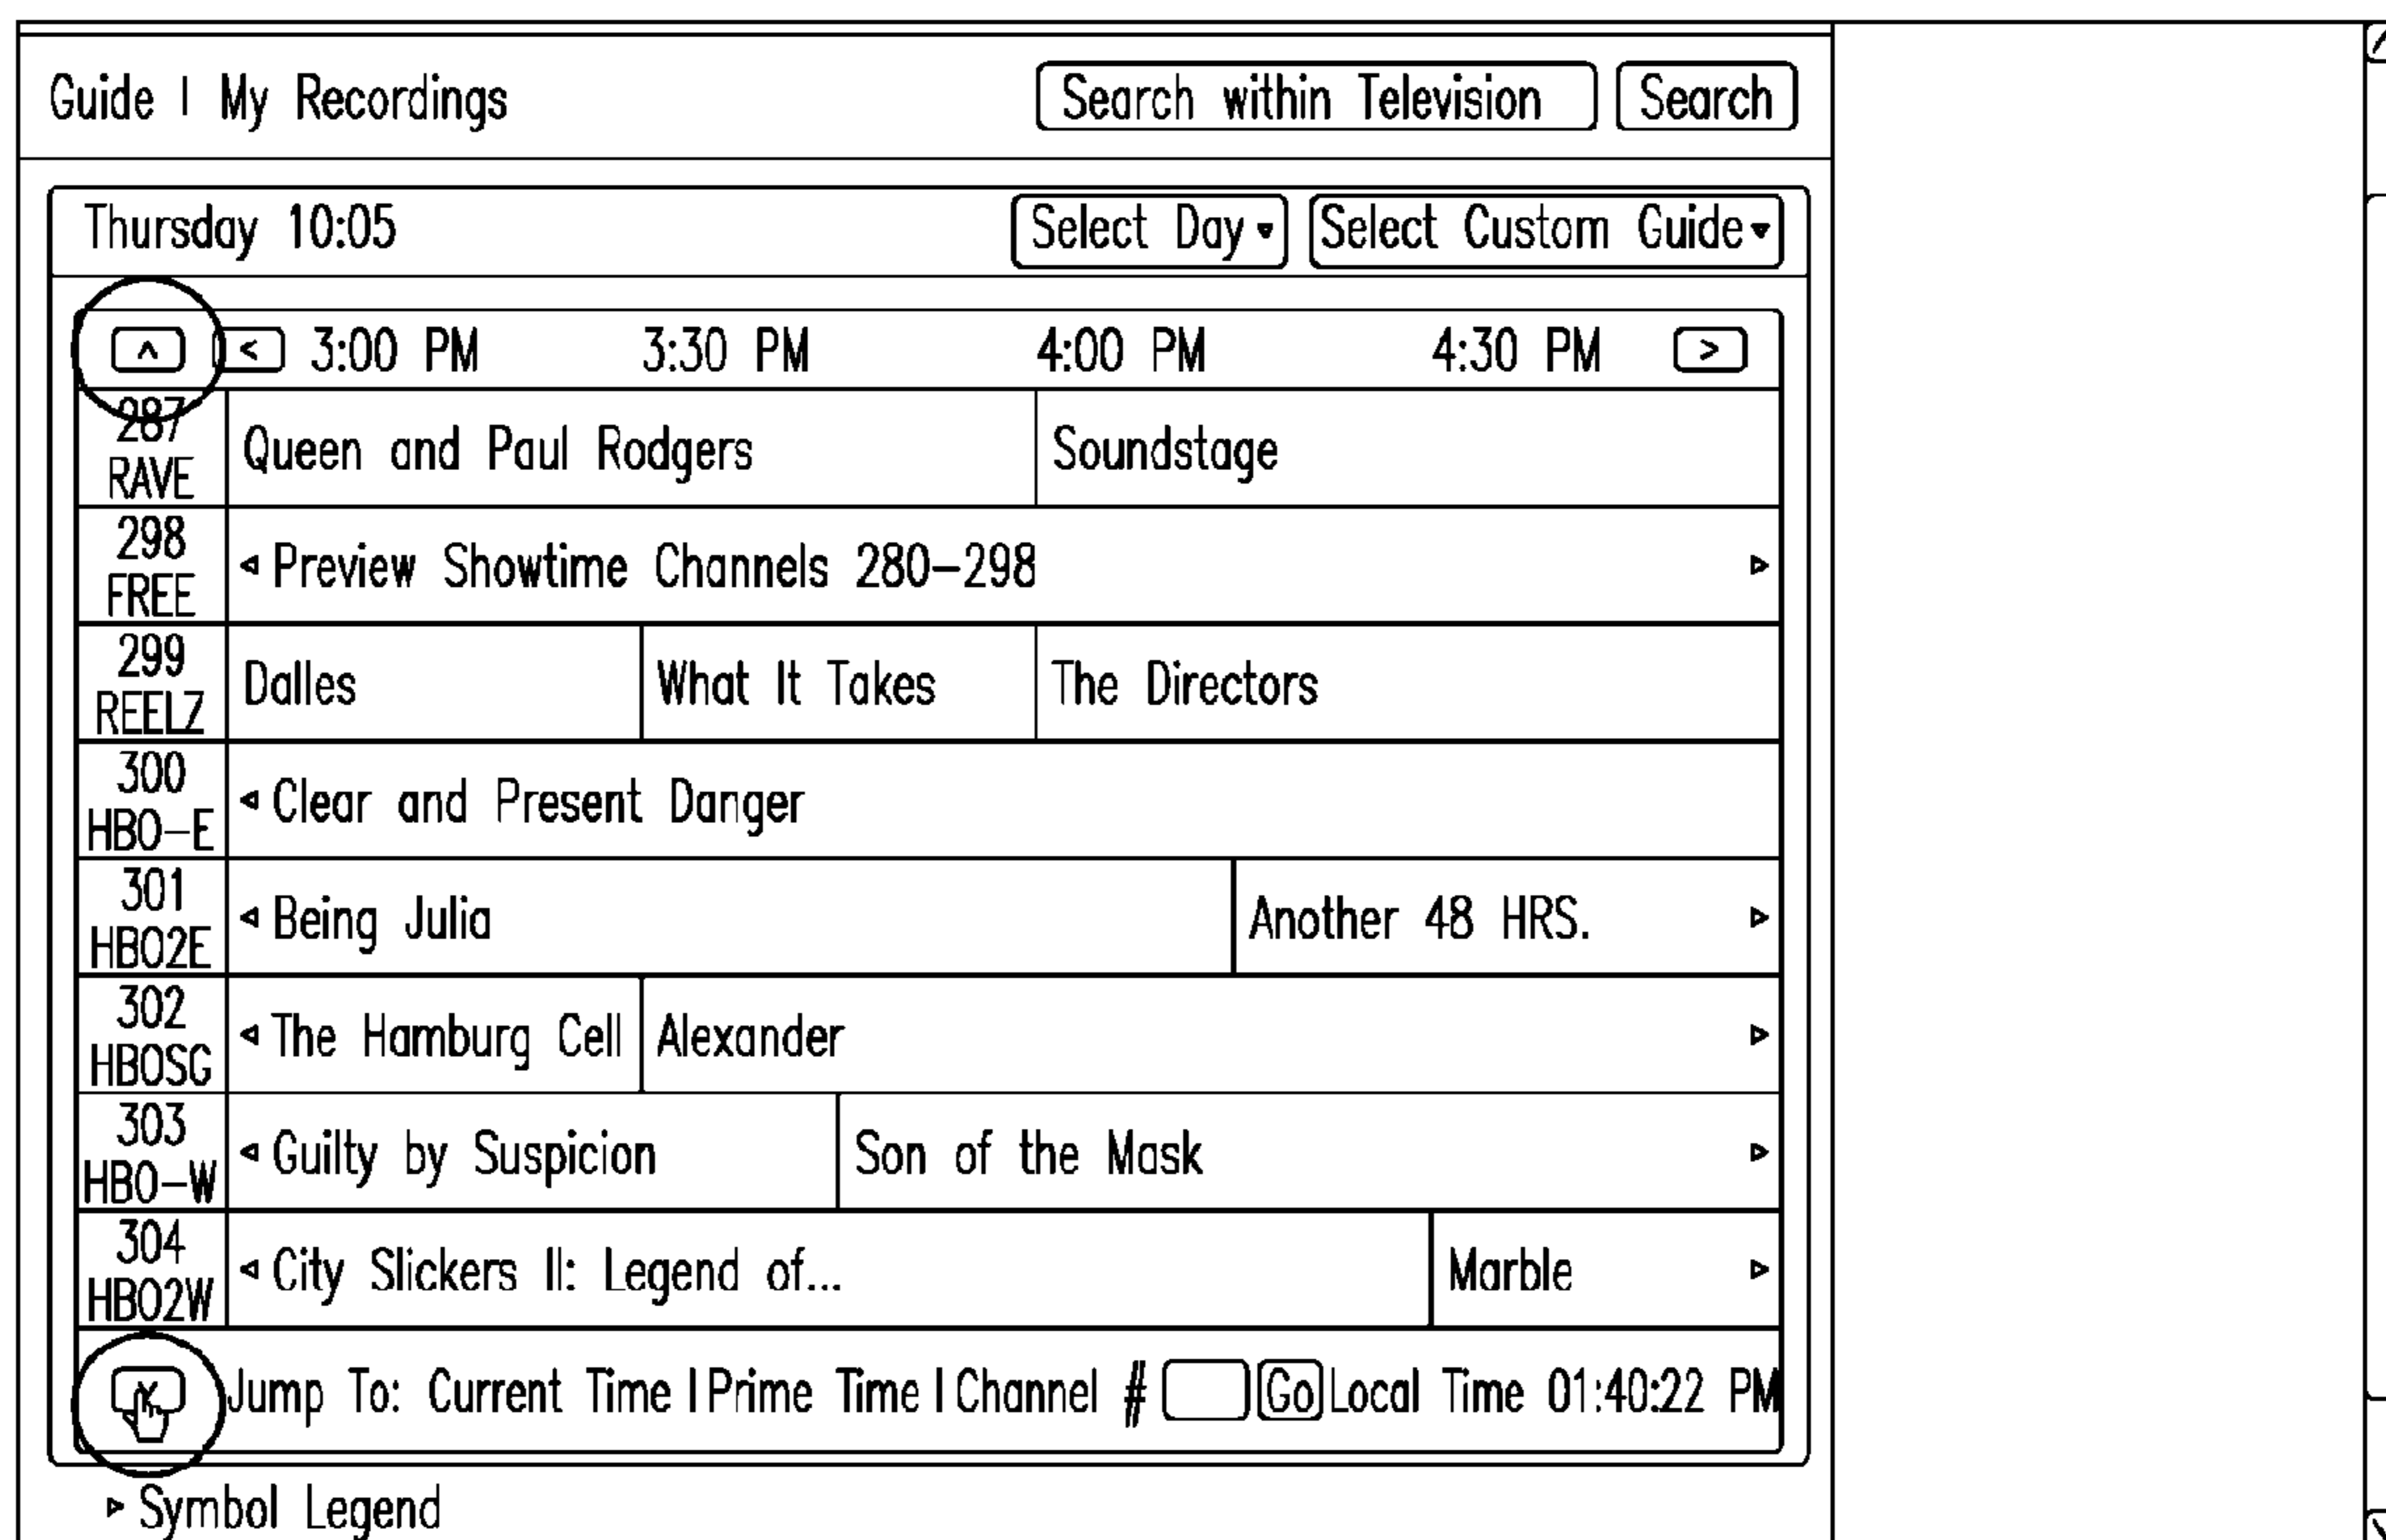 Guide | My Recordings Search within Television Search
Thursday 10:05 Select Day Select Custom Guide
^ < 3:00 PM 3:30 PM 4:00 PM 4:30 PM >
287 RAVE Queen and Paul Rodgers Soundstage
298 FREE Preview Showtime Channels 280-298
299 REELZ Dalles What It Takes The Directors
300 HBO-E Clear and Present Danger
301 HBO2E Being Julia Another 48 HRS.
302 HBOSG The Hamburg Cell Alexander
303 HBO-W Guilty by Suspicion Son of the Mask
304 HBO2W City Slickers II: Legend of... Marble
Jump To: Current Time | Prime Time | Channel # Go Local Time 01:40:22 PM
Symbol Legend